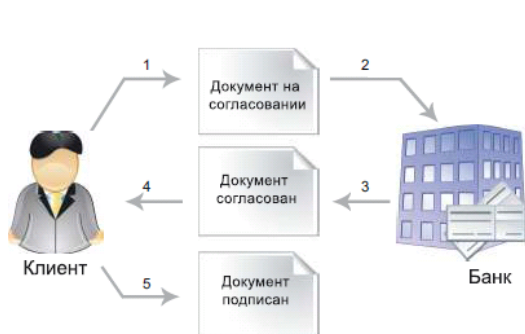 1
2
Документ на
согласовании
4
Документ
согласован
3
Клиент
Банк
5
Документ
подписан